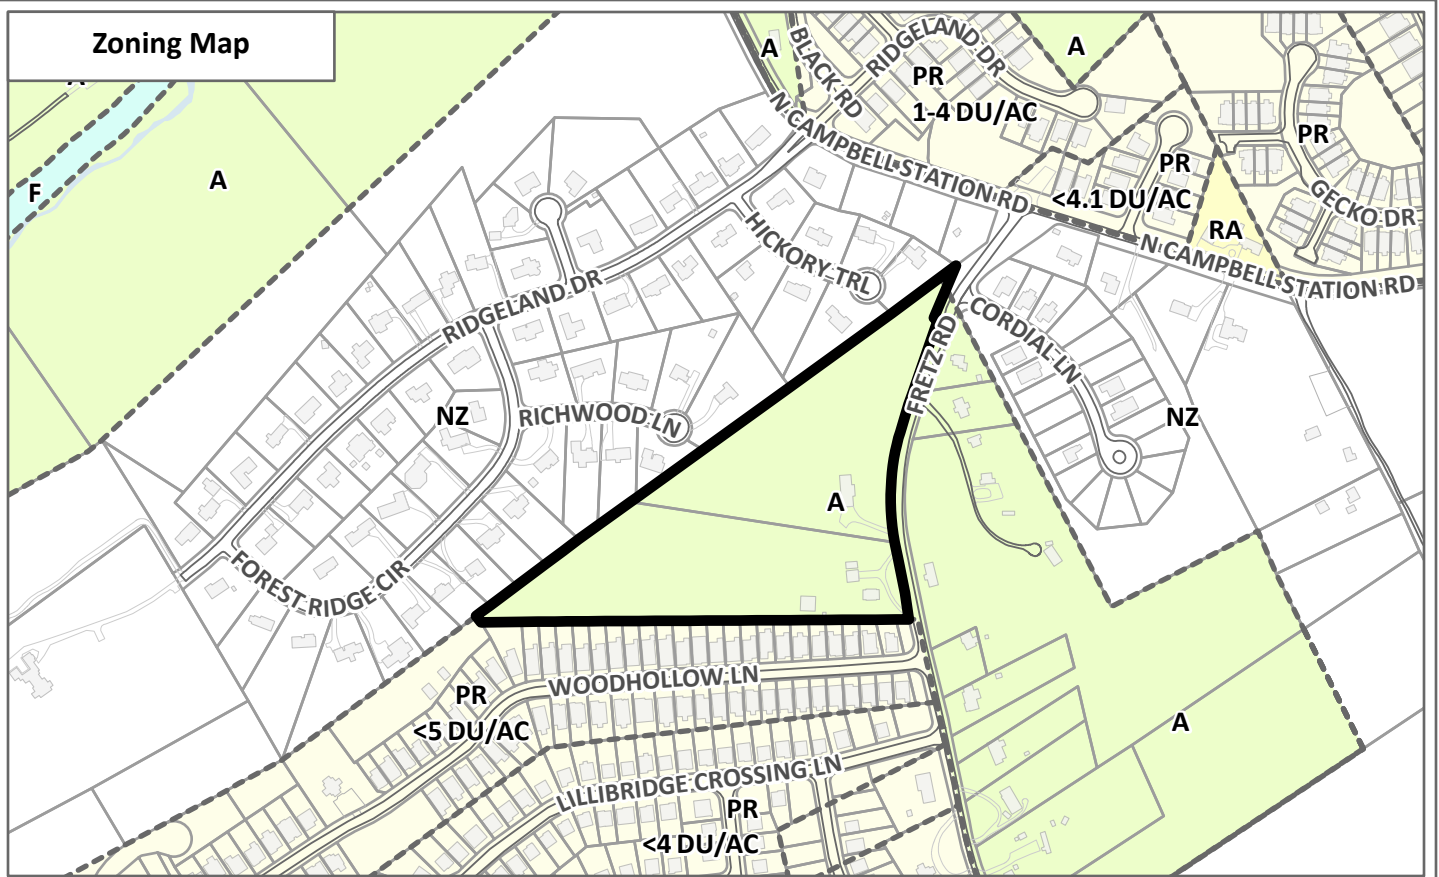 Zoning Map
A
BLACK RD
RIDGELAND DR
PR
1-4 DU/AC
A
N CAMPBELL STATION RD
PR
<4.1 DU/AC
PR
GECKO DR
RA
N CAMPBELL STATION RD
F
A
HICKORY TRL
RIDGELAND DR
CORDIAL LN
FRETZ RD
NZ
RICHWOOD LN
NZ
A
FOREST RIDGE CIR
WOODHOLLOW LN
PR
<5 DU/AC
A
LILLIBRIDGE CROSSING LN
PR
<4 DU/AC